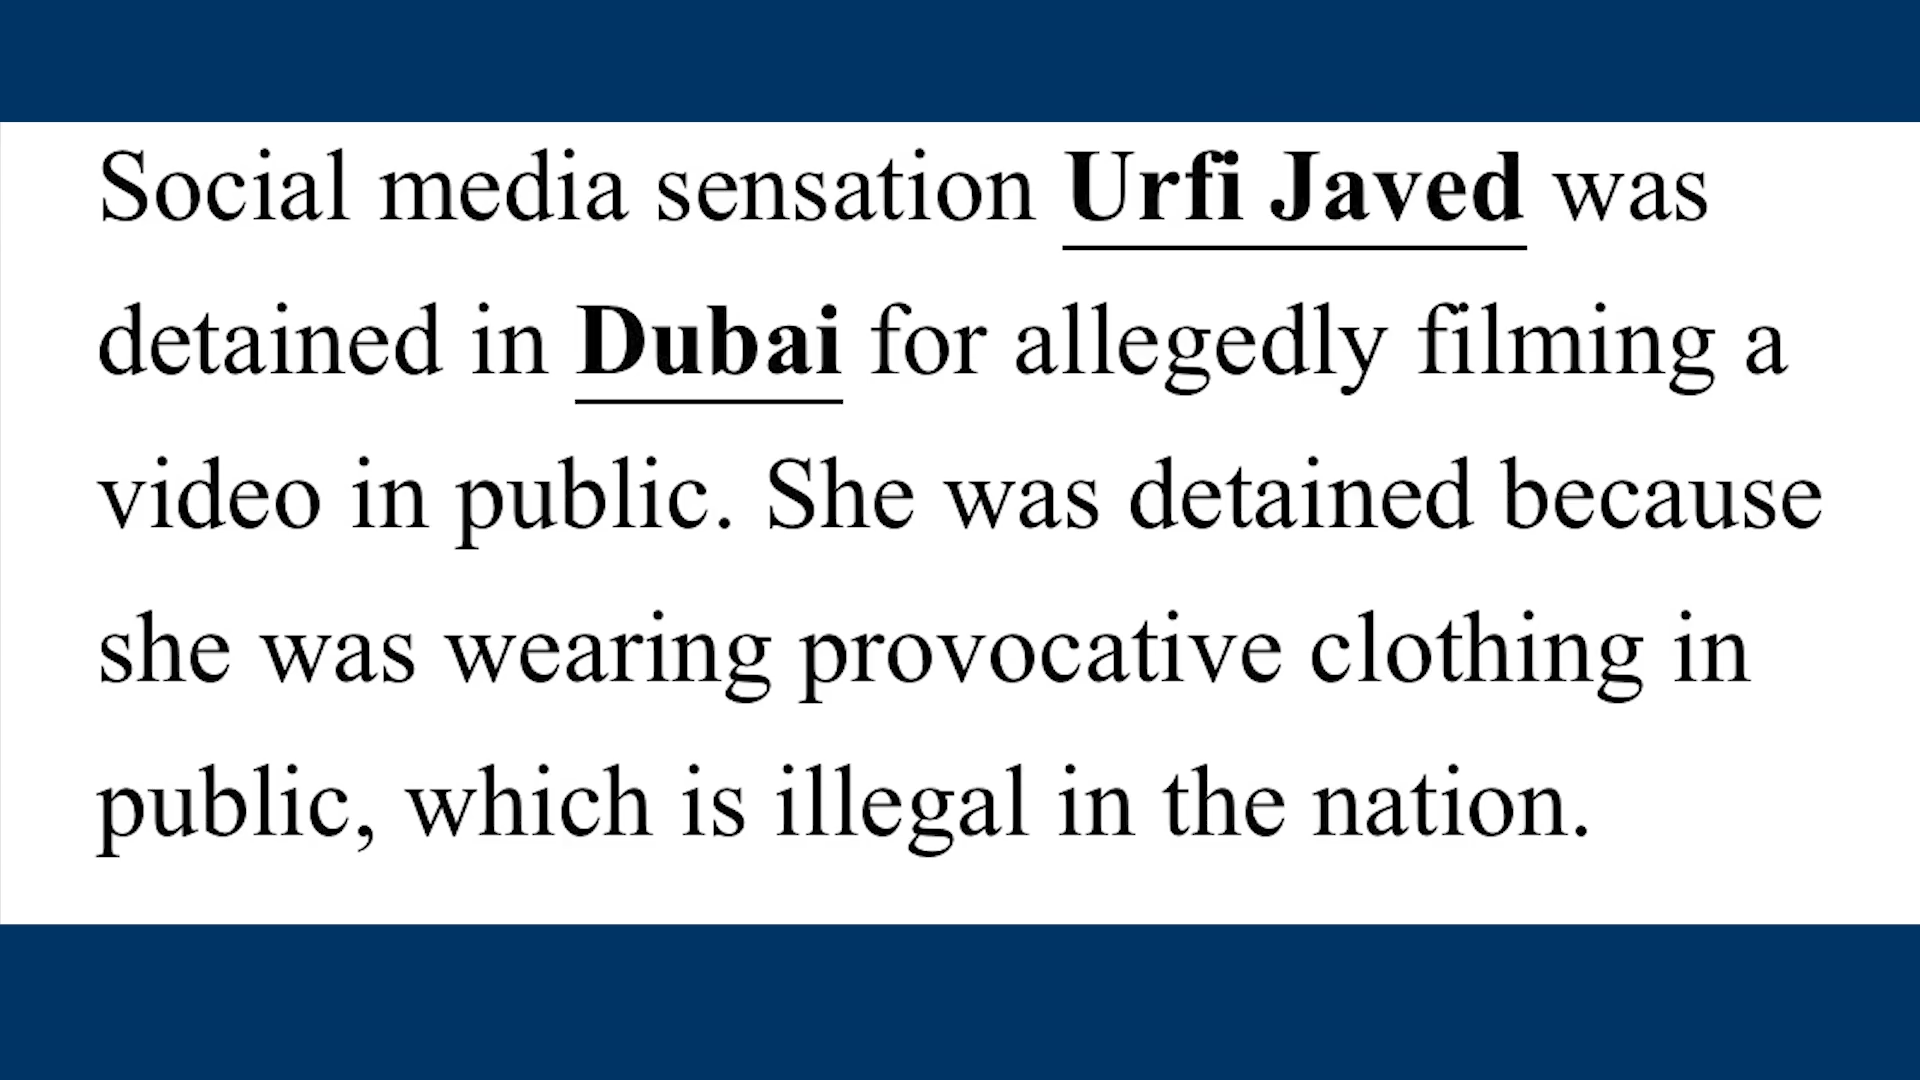 Social media sensation Urfi Javed was
detained in Dubai for allegedly filming a
video in public. She was detained because
she was wearing provocative clothing in
public, which is illegal in the nation.